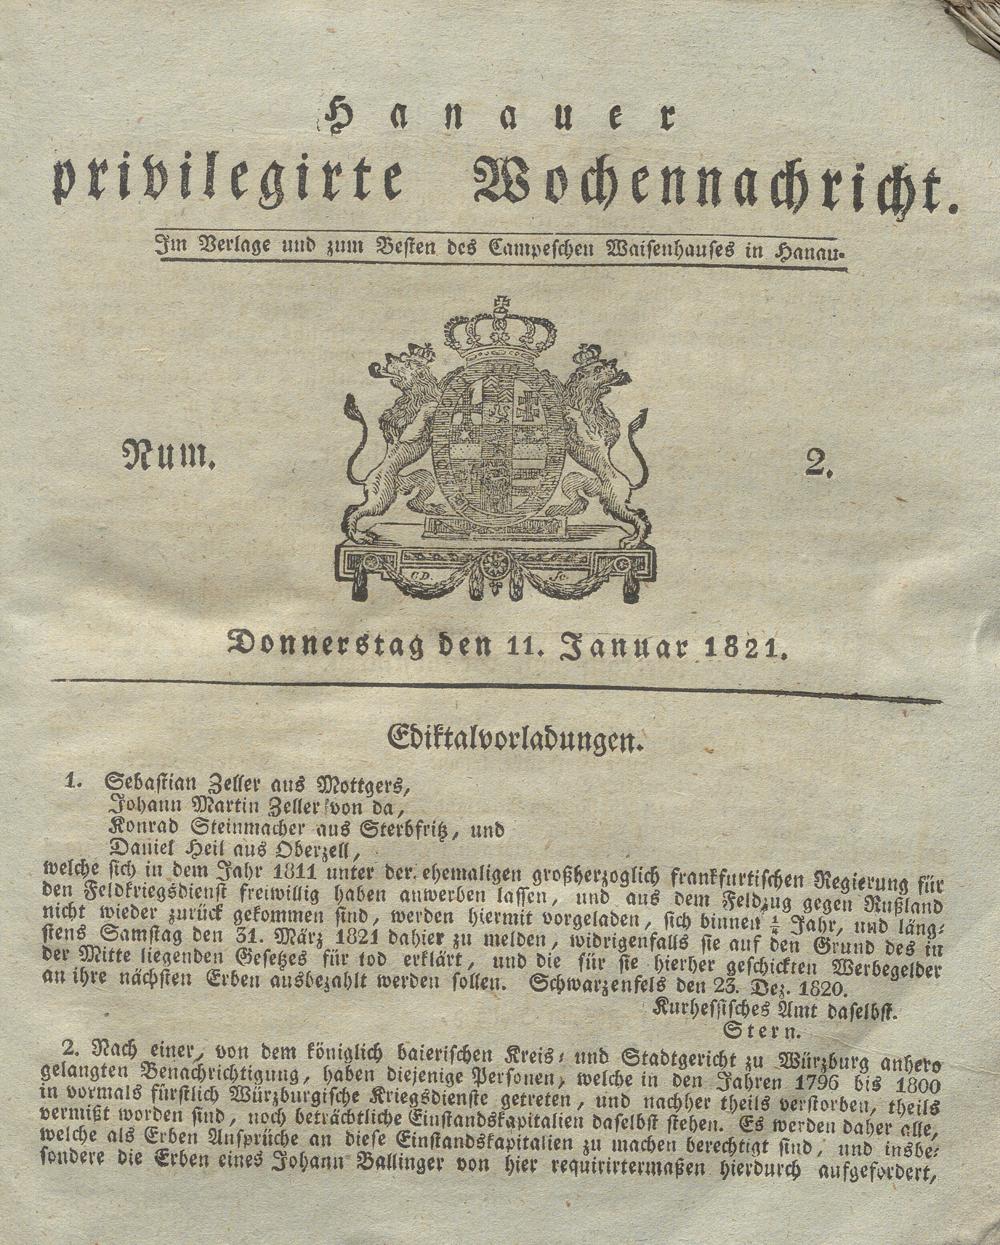 Hanauer
privilegirte Wochennachricht.
Im Verlage und zum Besten des Campeschen Waisenhauses in Hanau.
Num. 2.
C.D. Sc.
Donnerstag den 11. Januar 1821.
Ediktalvorladungen.
1. Sebastian Zeller aus Mottgers,
Johann Martin Zeller von da,
Konrad Steinmacher aus Sterbfritz, und
Daniel Heil aus Oberzell,
welche sich in dem Jahr 1811 unter der ehemaligen großherzoglich frankfurtischen Regierung für
den Feldkriegsdienst freiwillig haben anwerben lassen, und aus dem Feldzug gegen Rußland
nicht wieder zurück gekommen sind, werden hiermit vorgeladen, sich binnen ¼ Jahr, und läng-
stens Samstag den 31. März 1821 dahier zu melden, widrigenfalls sie auf den Grund des in
der Mitte liegenden Gesetzes für tod erklärt, und die für sie hierher geschickten Werbegelder
an ihre nächsten Erben ausbezahlt werden sollen. Schwarzenfels den 23. Dez. 1820.
Kurhessisches Amt daselbst.
Stern.
2. Nach einer, von dem königlich baierischen Kreis- und Stadtgericht zu Würzburg anhero
gelangten Benachrichtigung, haben diejenige Personen, welche in den Jahren 1796 bis 1800
in vormals fürstlich Würzburgische Kriegsdienste getreten, und nachher theils verstorben, theils
vermißt worden sind, noch beträchtliche Einstandskapitalien daselbst stehen. Es werden daher alle,
welche als Erben Ansprüche an diese Einstandskapitalien zu machen berechtigt sind, und insbe-
sondere die Erben eines Johann Ballinger von hier requirirtermaßen hierdurch aufgefordert,